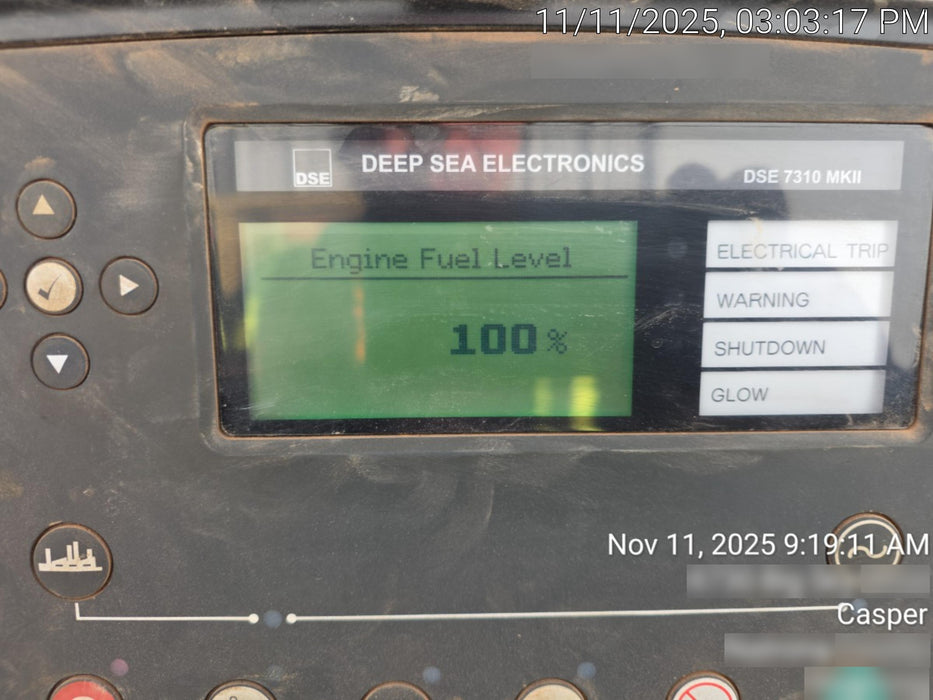 11/11/2025, 03:03:17 PM
DSE
DEEP SEA ELECTRONICS
DSE 7310 MKII
Engine Fuel Level
100%
ELECTRICAL TRIP
WARNING
SHUTDOWN
GLOW
Nov 11, 2025 9:19:11 AM
Casper